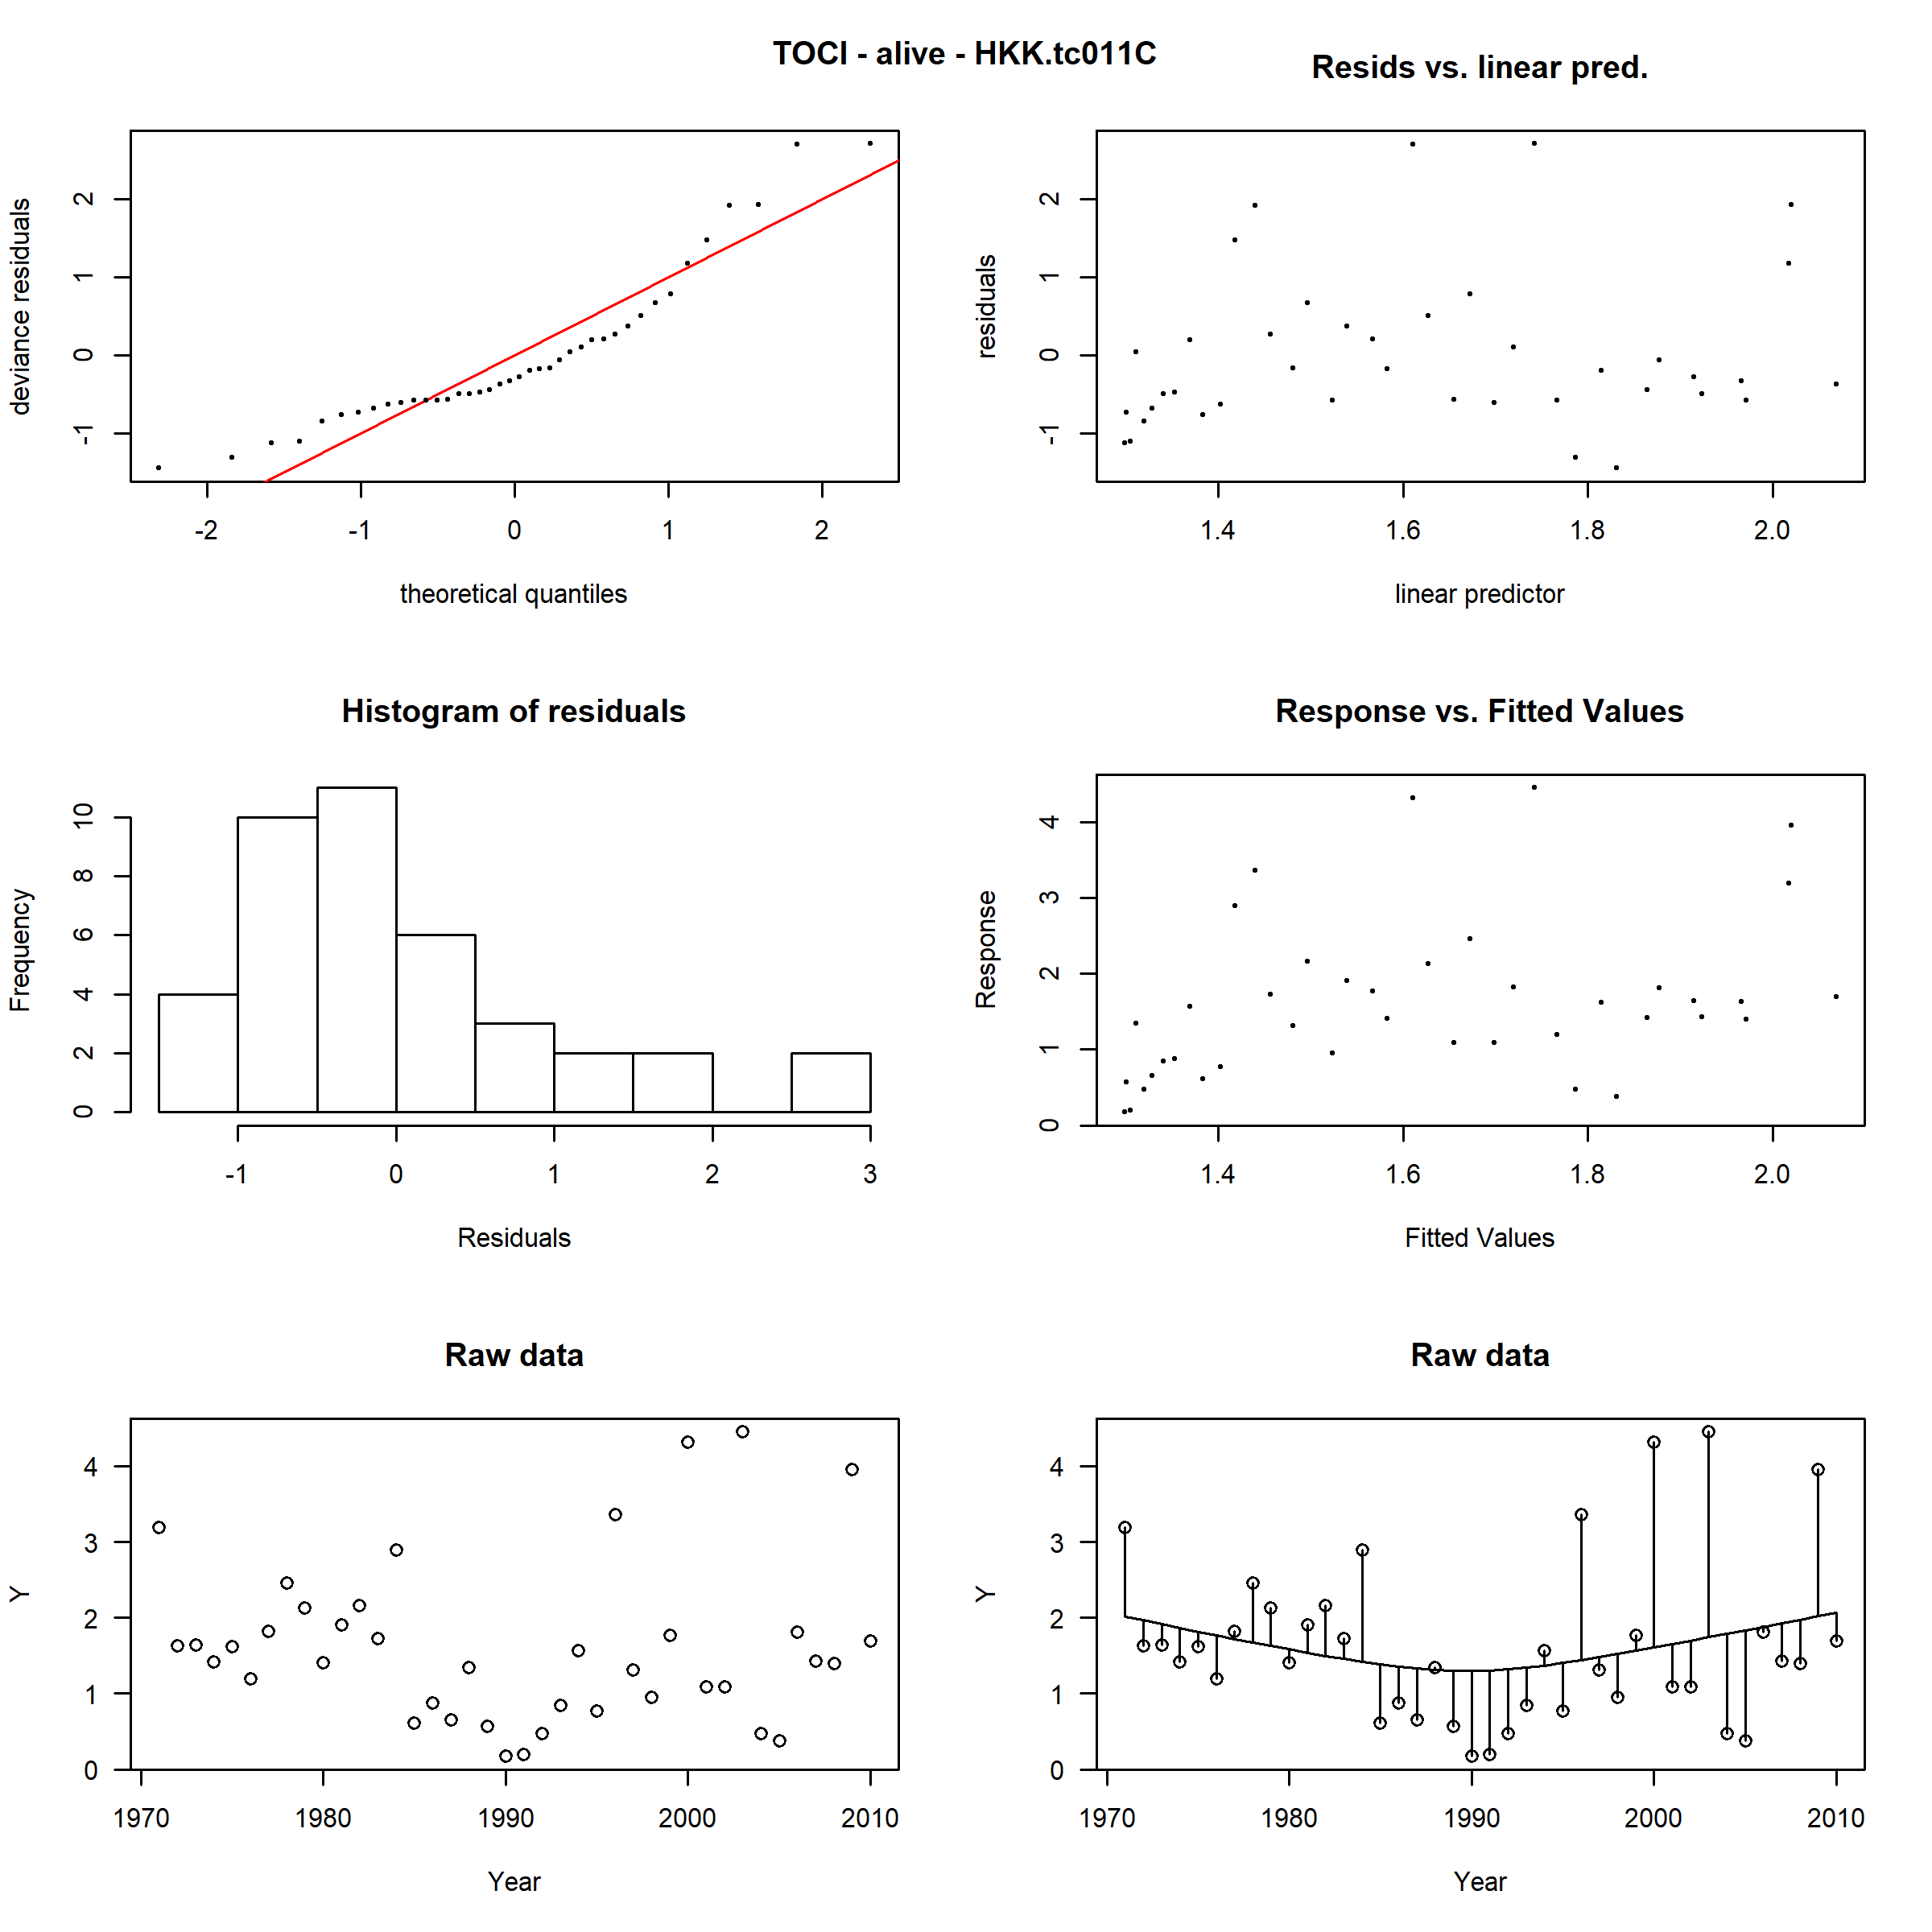 TOCI - alive - HKK.tc011C
Resids vs. linear pred.
deviance residuals
-1 0 1 2
-2 -1 0 1 2
theoretical quantiles
residuals
-1 0 1 2
1.4 1.6 1.8 2.0
linear predictor
Histogram of residuals
Frequency
0 2 4 6 8 10
-1 0 1 2 3
Residuals
Response vs. Fitted Values
Response
0 1 2 3 4
1.4 1.6 1.8 2.0
Fitted Values
Raw data
Y
0 1 2 3 4
1970 1980 1990 2000 2010
Year
Raw data
Y
0 1 2 3 4
1970 1980 1990 2000 2010
Year